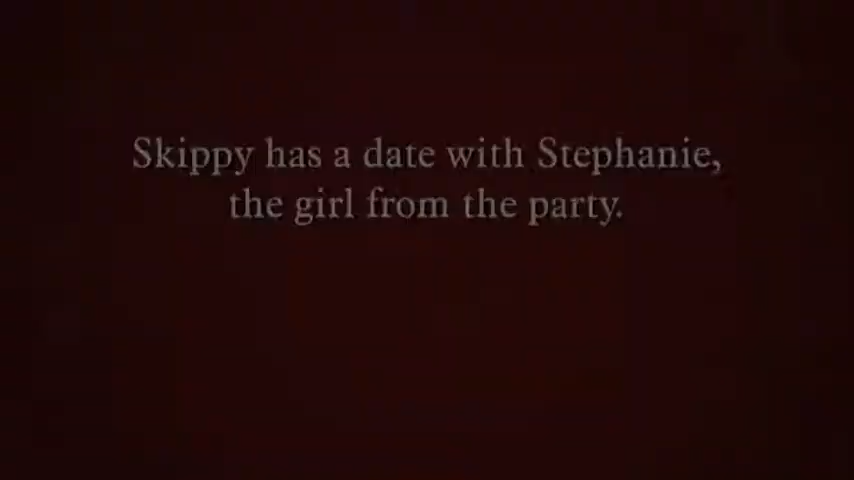 Skippy has a date with Stephanie,
the girl from the party.